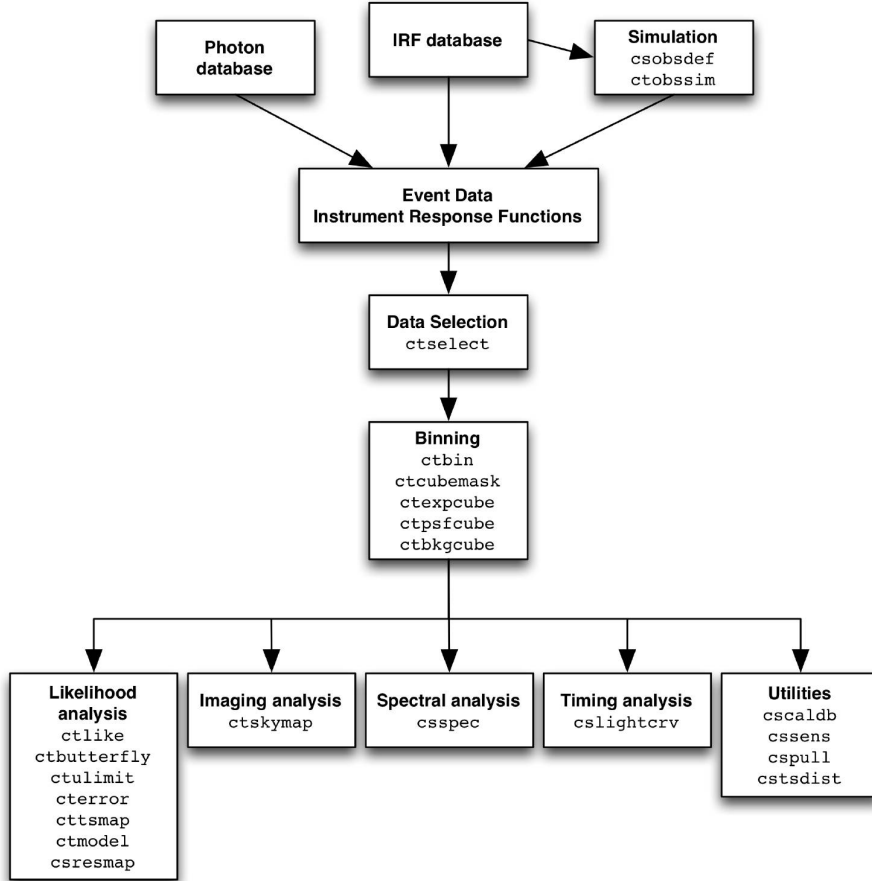 Photon
database
IRF database
Simulation
csobsdef
ctobssim
Event Data
Instrument Response Functions
Data Selection
ctselect
Binning
ctbin
ctcubemask
ctexpcube
ctpsfcube
ctbkgcube
Likelihood
analysis
ctlike
ctbutterfly
ctulimit
cterror
cttsmap
ctmodel
csresmap
Imaging analysis
ctskymap
Spectral analysis
csspec
Timing analysis
cslightcrv
Utilities
cscaldb
cssens
cspull
cstsdist